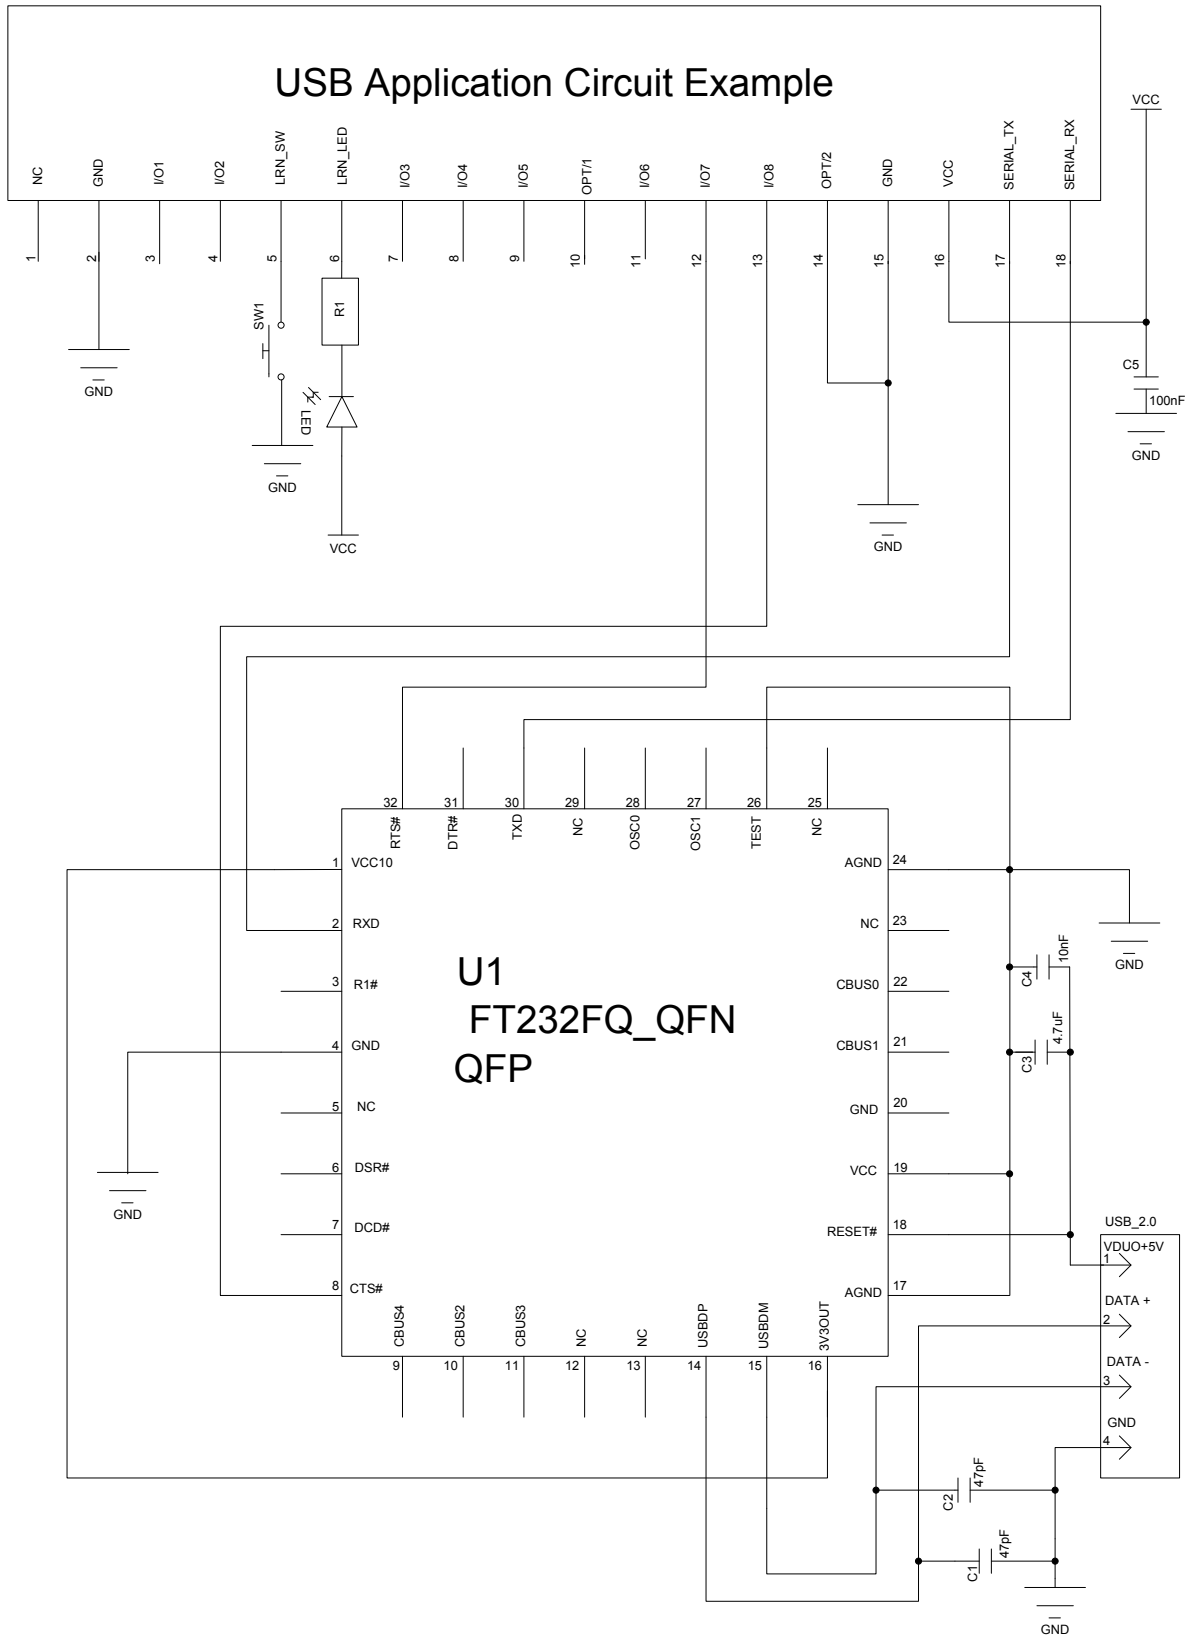 USB Application Circuit Example
NC
GND
I/O1
I/O2
LRN_SW
LRN_LED
I/O3
I/O4
I/O5
OPT/1
I/O6
I/O7
I/O8
OPT/2
GND
VCC
SERIAL_TX
SERIAL_RX
VCC
1
2
3
4
5
6
7
8
9
10
11
12
13
14
15
16
17
18
SW1
R1
LED
C5
100nF
GND
GND
GND
VCC
GND
32
31
30
29
28
27
26
25
RTS#
DTR#
TXD
NC
OSC0
OSC1
TEST
NC
1
VCC10
2
RXD
3
R1#
4
GND
5
NC
6
DSR#
7
DCD#
8
CTS#
U1
FT232FQ_QFN
QFP
AGND
24
NC
23
CBUS0
22
CBUS1
21
GND
20
VCC
19
RESET#
18
AGND
17
CBUS4
CBUS2
CBUS3
NC
NC
USBDP
USBDM
3V3OUT
9
10
11
12
13
14
15
16
GND
GND
C4
10nF
C3
4.7uF
USB_2.0
VDUO+5V
1
DATA +
2
DATA -
3
GND
4
C2
47pF
C1
47pF
GND